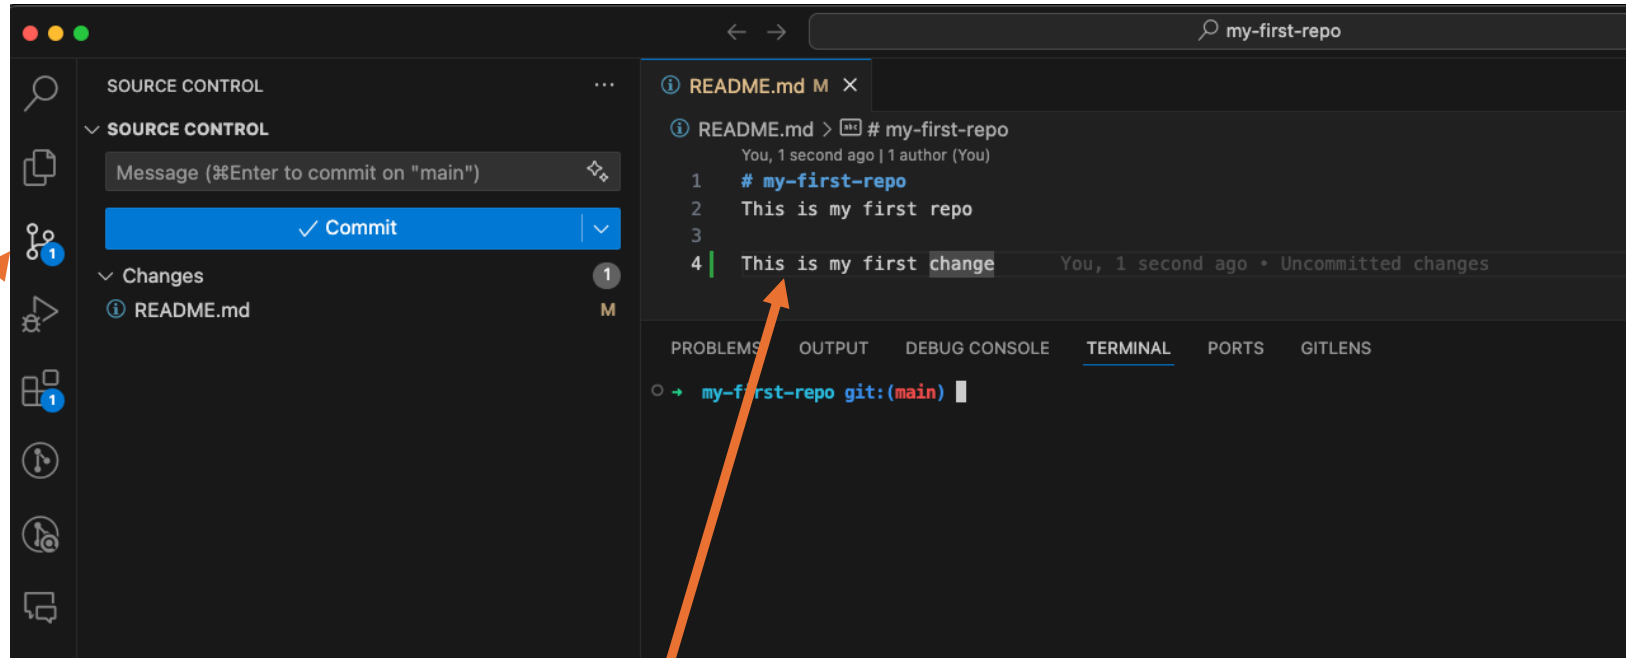 my-first-repo
SOURCE CONTROL
SOURCE CONTROL
Message (⌘Enter to commit on "main")
Commit
Changes 1
README.md M
1
1
README.md M
README.md > # my-first-repo
You, 1 second ago | 1 author (You)
1 # my-first-repo
2 This is my first repo
3
4 This is my first change You, 1 second ago • Uncommitted changes
PROBLEMS OUTPUT DEBUG CONSOLE TERMINAL PORTS GITLENS
my-first-repo git:(main)